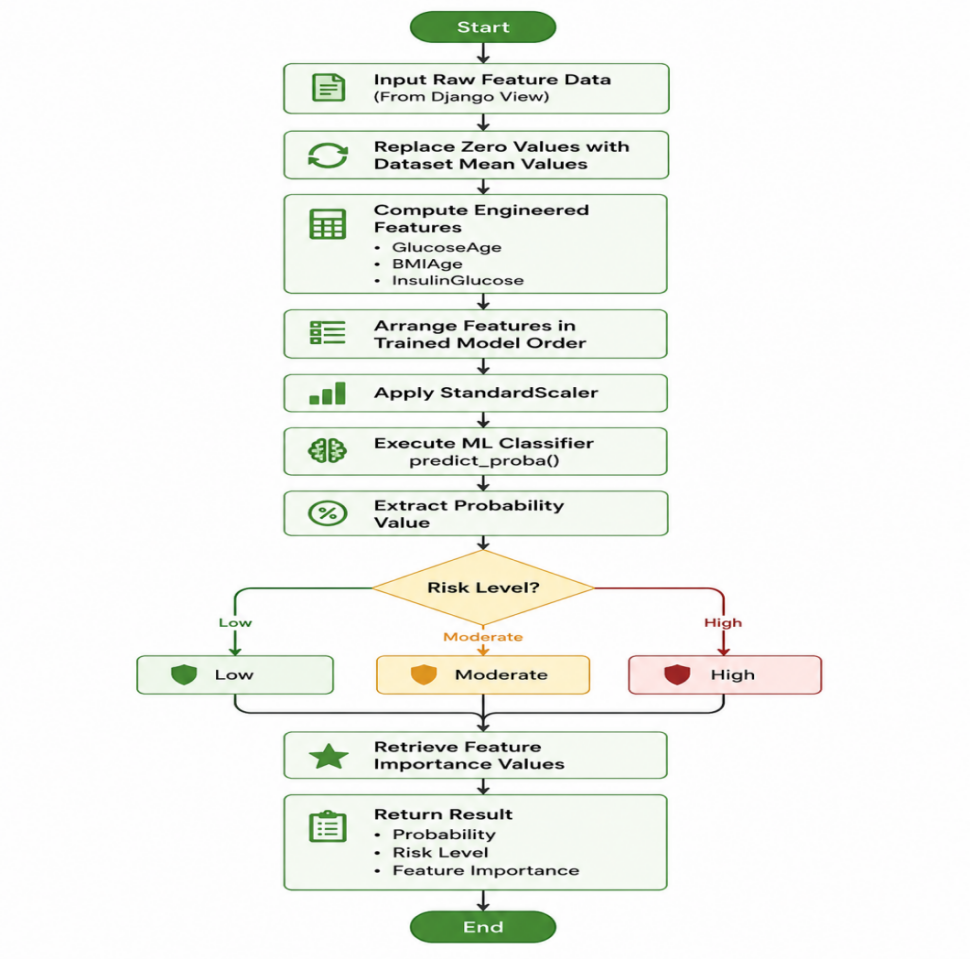 Start
Input Raw Feature Data
(From Django View)
Replace Zero Values with
Dataset Mean Values
Compute Engineered
Features
• GlucoseAge
• BMIAge
• InsulinGlucose
Arrange Features in
Trained Model Order
Apply StandardScaler
Execute ML Classifier
predict_proba()
Extract Probability
Value
Risk Level?
Low
Moderate
High
Low
Moderate
High
Retrieve Feature
Importance Values
Return Result
• Probability
• Risk Level
• Feature Importance
End